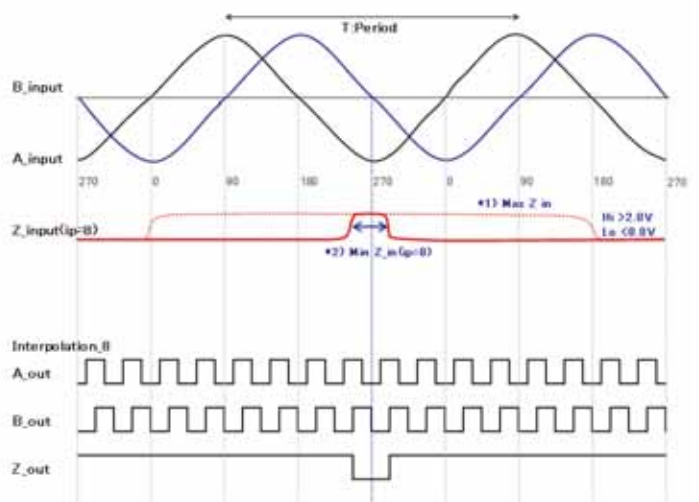 T:Period
B_input
A_input
270 0 90 180 270 0 90 180 270
*1) Max Z in
Z_input(ip=8)
Hi >2.0V
Lo <0.8V
*2) Min Z_in(ip=8)
Interpolation_8
A_out
B_out
Z_out